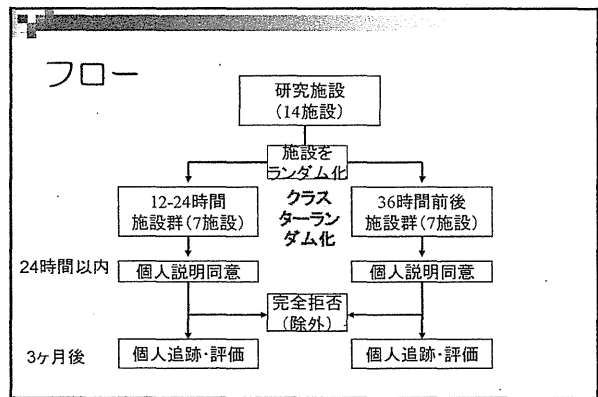 フロー
研究施設
(14施設)
施設を
ランダム化
12-24時間
施設群(7施設)
クラス
ターラン
ダム化
36時間前後
施設群(7施設)
24時間以内
個人説明同意
個人説明同意
完全拒否
(除外)
3ヶ月後
個人追跡・評価
個人追跡・評価